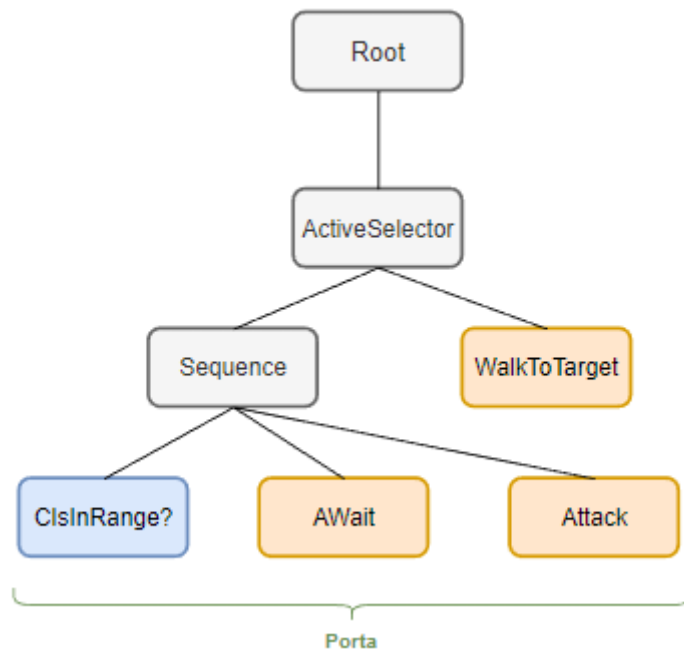 Root
ActiveSelector
Sequence
WalkToTarget
CIsInRange?
AWait
Attack
Porta